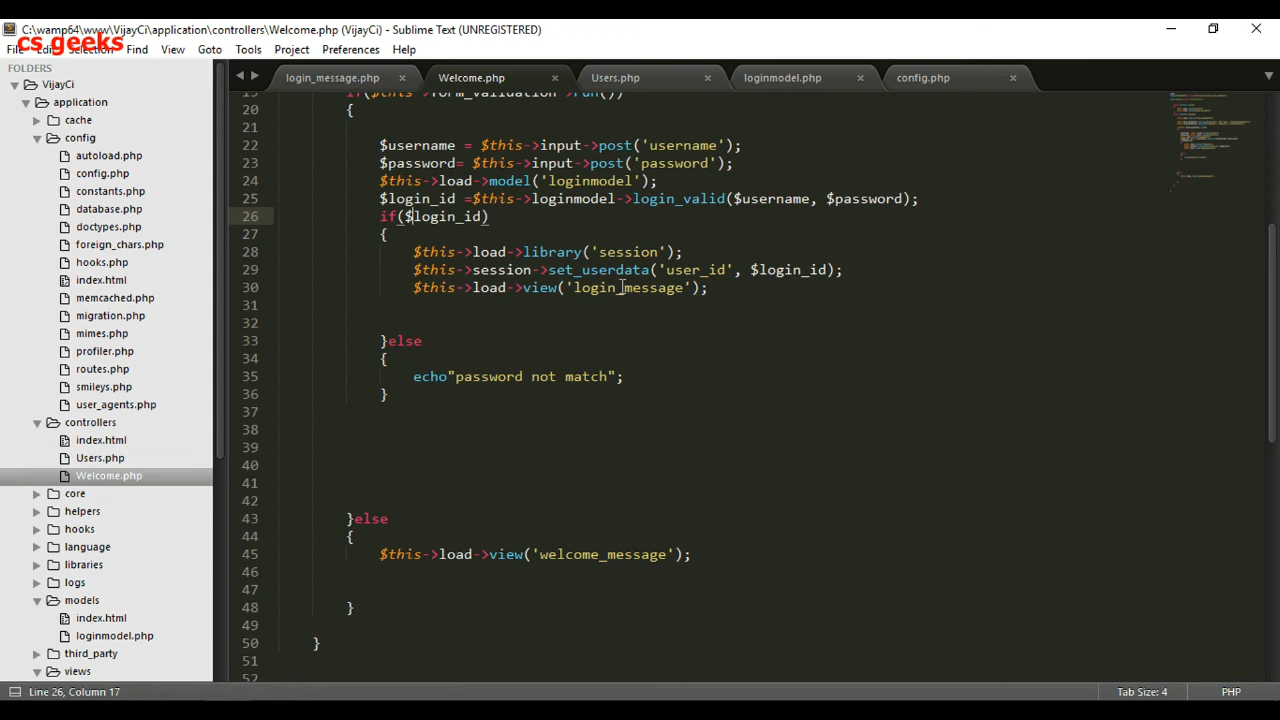 C:\wamp64\www\VijayCi\application\controllers\Welcome.php (VijayCi) - Sublime Text (UNREGISTERED)
cs geeks
File Edit Selection Find View Goto Tools Project Preferences Help
FOLDERS
VijayCi
application
cache
config
autoload.php
config.php
constants.php
database.php
doctypes.php
foreign_chars.php
hooks.php
index.html
memcached.php
migration.php
mimes.php
profiler.php
routes.php
smileys.php
user_agents.php
controllers
index.html
Users.php
Welcome.php
core
helpers
hooks
language
libraries
logs
models
index.html
loginmodel.php
third_party
views
login_message.php Welcome.php Users.php loginmodel.php config.php
19 if($this->form_validation->run())
20 {
21
22 $username = $this->input->post('username');
23 $password= $this->input->post('password');
24 $this->load->model('loginmodel');
25 $login_id =$this->loginmodel->login_valid($username, $password);
26 if($login_id)
27 {
28 $this->load->library('session');
29 $this->session->set_userdata('user_id', $login_id);
30 $this->load->view('login_message');
31
32
33 }else
34 {
35 echo"password not match";
36 }
37
38
39
40
41
42
43 }else
44 {
45 $this->load->view('welcome_message');
46
47
48 }
49
50 }
51
52
Line 26, Column 17 Tab Size: 4 PHP